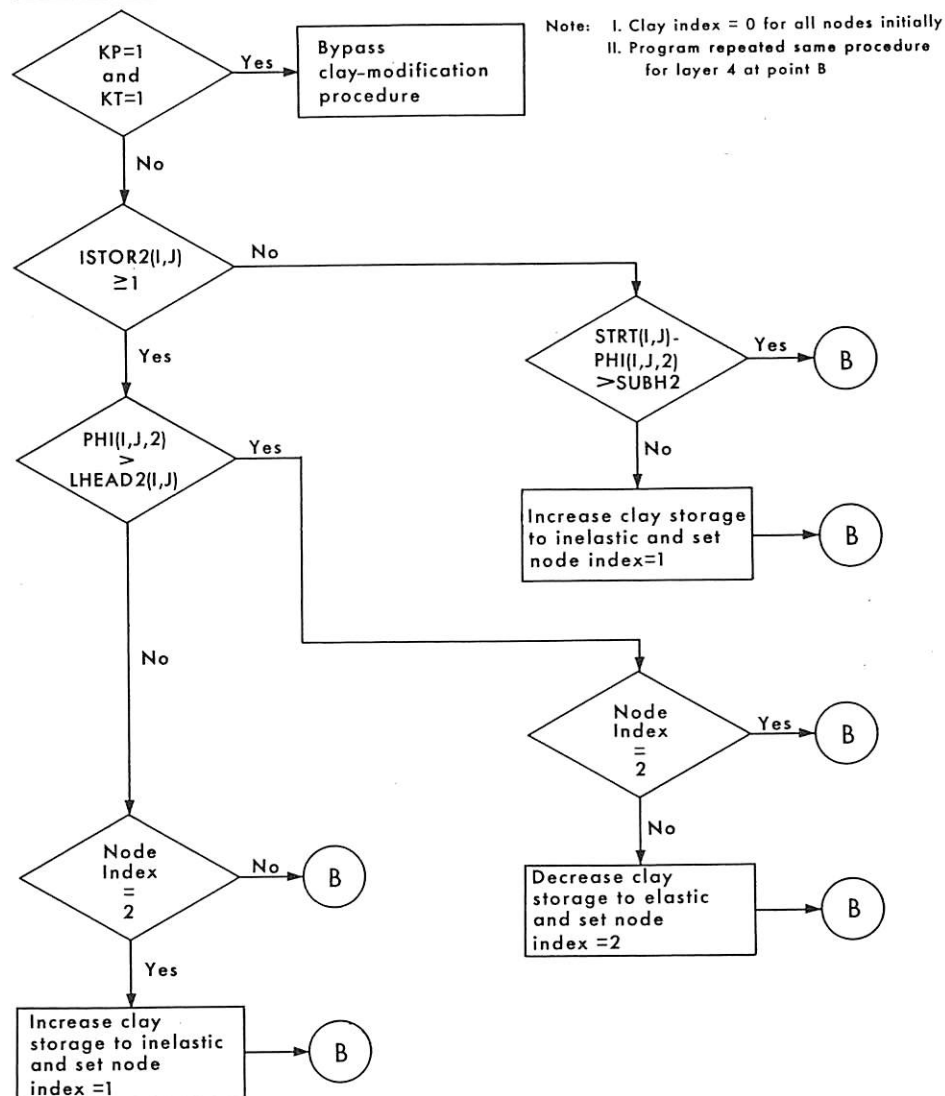 KP=1
and
KT=1
Yes
Bypass
clay-modification
procedure
Note: I. Clay index = 0 for all nodes initially
II. Program repeated same procedure
for layer 4 at point B
No
ISTOR2(I,J)
≥1
No
STRT(I,J)-
PHI(I,J,2)
>SUBH2
Yes
B
Yes
PHI(I,J,2)
>
LHEAD2(I,J)
Yes
No
Increase clay storage
to inelastic and set
node index=1
B
No
Node
Index
=
2
Yes
B
No
Decrease clay
storage to elastic
and set node
index =2
B
Node
Index
=
2
No
B
Yes
Increase clay
storage to inelastic
and set node
index =1
B